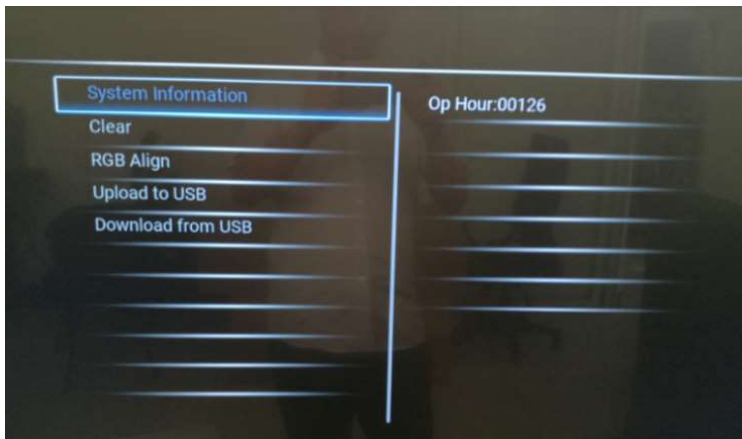 System Information
Op Hour:00126
Clear
RGB Align
Upload to USB
Download from USB